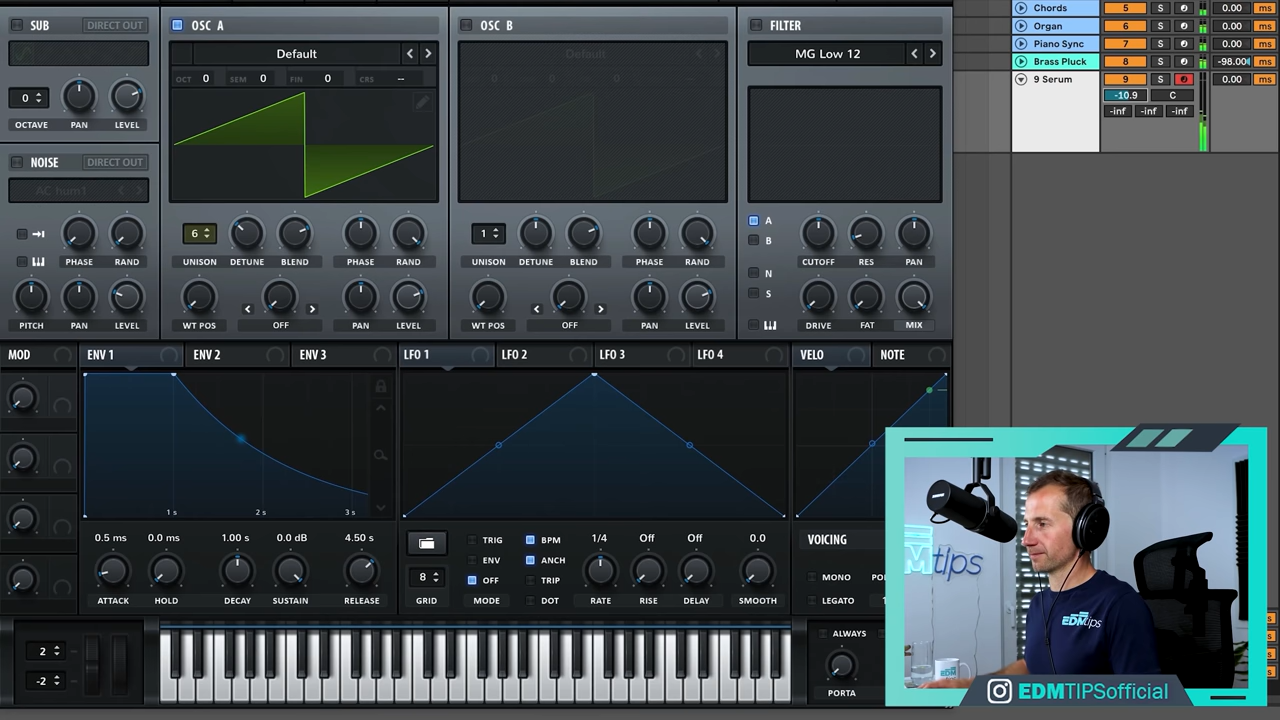 SUB DIRECT OUT
OCTAVE PAN LEVEL
0
NOISE DIRECT OUT
AC hum1
PHASE RAND
PITCH PAN LEVEL
OSC A
Default
OCT 0 SEM 0 FIN 0 CRS --
6
UNISON DETUNE BLEND PHASE RAND
WT POS OFF PAN LEVEL
OSC B
Default
1
UNISON DETUNE BLEND PHASE RAND
WT POS OFF PAN LEVEL
FILTER
MG Low 12
A
B
N
S
CUTOFF RES PAN
DRIVE FAT MIX
Chords 5 S 0.00 ms
Organ 6 S 0.00 ms
Piano Sync 7 S 0.00 ms
Brass Pluck 8 S -98.00 ms
9 Serum 9 S 0.00 ms
-10.9 C
-inf -inf -inf
MOD ENV 1 ENV 2 ENV 3 LFO 1 LFO 2 LFO 3 LFO 4 VELO NOTE
1 s 2 s 3 s
0.5 ms 0.0 ms 1.00 s 0.0 dB 4.50 s
ATTACK HOLD DECAY SUSTAIN RELEASE
TRIG BPM
ENV ANCH
OFF TRIP
MODE DOT
8
GRID
1/4 Off Off 0.0
RATE RISE DELAY SMOOTH
VOICING
MONO
LEGATO
2
-2
ALWAYS
PORTA
tips
EDMtips
EDM
EDMTIPSofficial